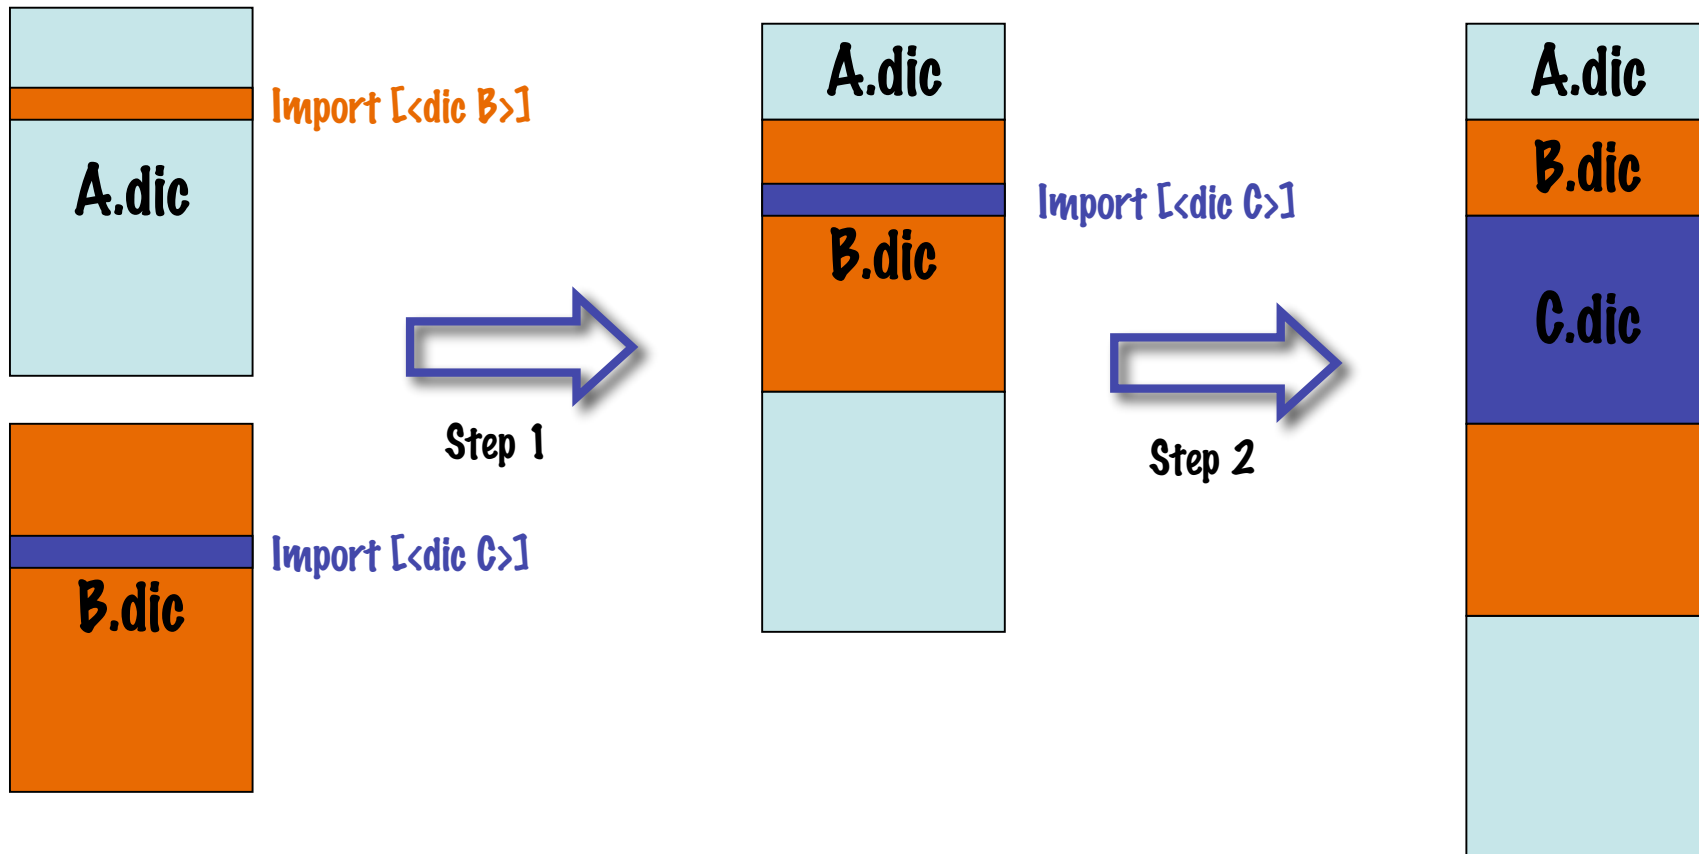 Import [<dic B>]
A.dic
Import [<dic C>]
B.dic
Step 1
A.dic
Import [<dic C>]
B.dic
Step 2
A.dic
B.dic
C.dic